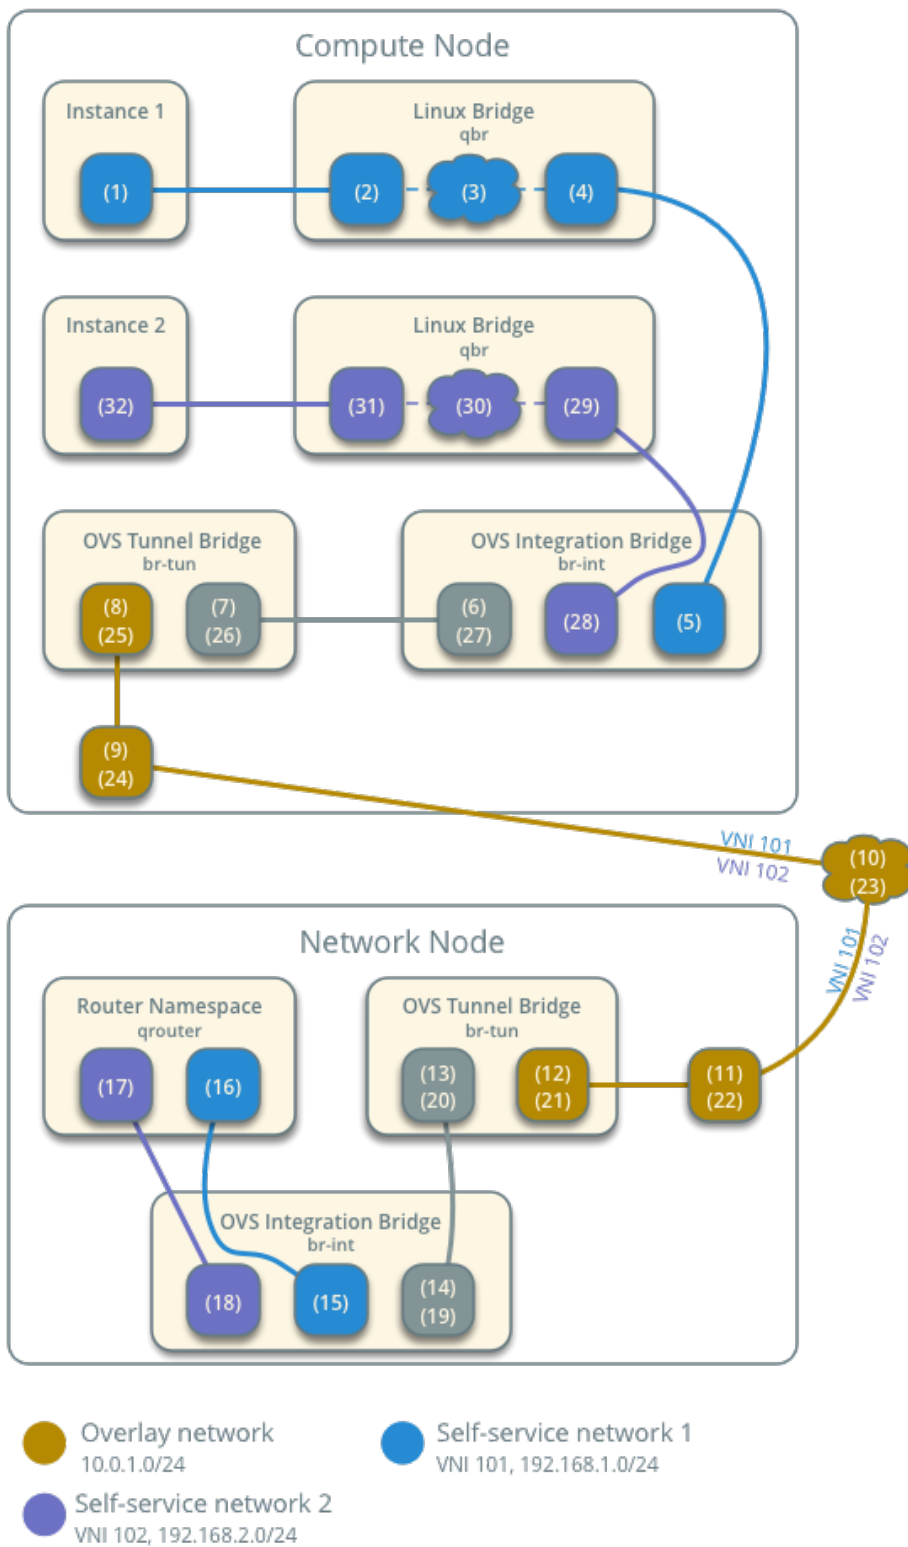 Compute Node
Instance 1
Linux Bridge
qbr
(1)
(2)
(3)
(4)
Instance 2
Linux Bridge
qbr
(32)
(31)
(30)
(29)
OVS Tunnel Bridge
br-tun
(8)
(25)
(7)
(26)
OVS Integration Bridge
br-int
(6)
(27)
(28)
(5)
(9)
(24)
VNI 101
VNI 102
(10)
(23)
VNI 101
VNI 102
Network Node
Router Namespace
qrouter
(17)
(16)
OVS Tunnel Bridge
br-tun
(13)
(20)
(12)
(21)
(11)
(22)
OVS Integration Bridge
br-int
(18)
(15)
(14)
(19)
Overlay network
10.0.1.0/24
Self-service network 1
VNI 101, 192.168.1.0/24
Self-service network 2
VNI 102, 192.168.2.0/24